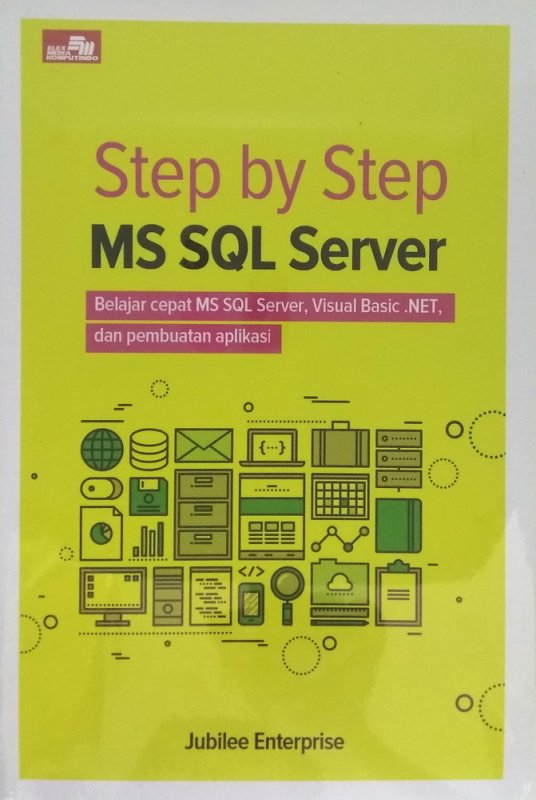 ELEX
MEDIA
KOMPUTINDO
Step by Step
MS SQL Server
Belajar cepat MS SQL Server, Visual Basic .NET,
dan pembuatan aplikasi
{···}
</>
Jubilee Enterprise